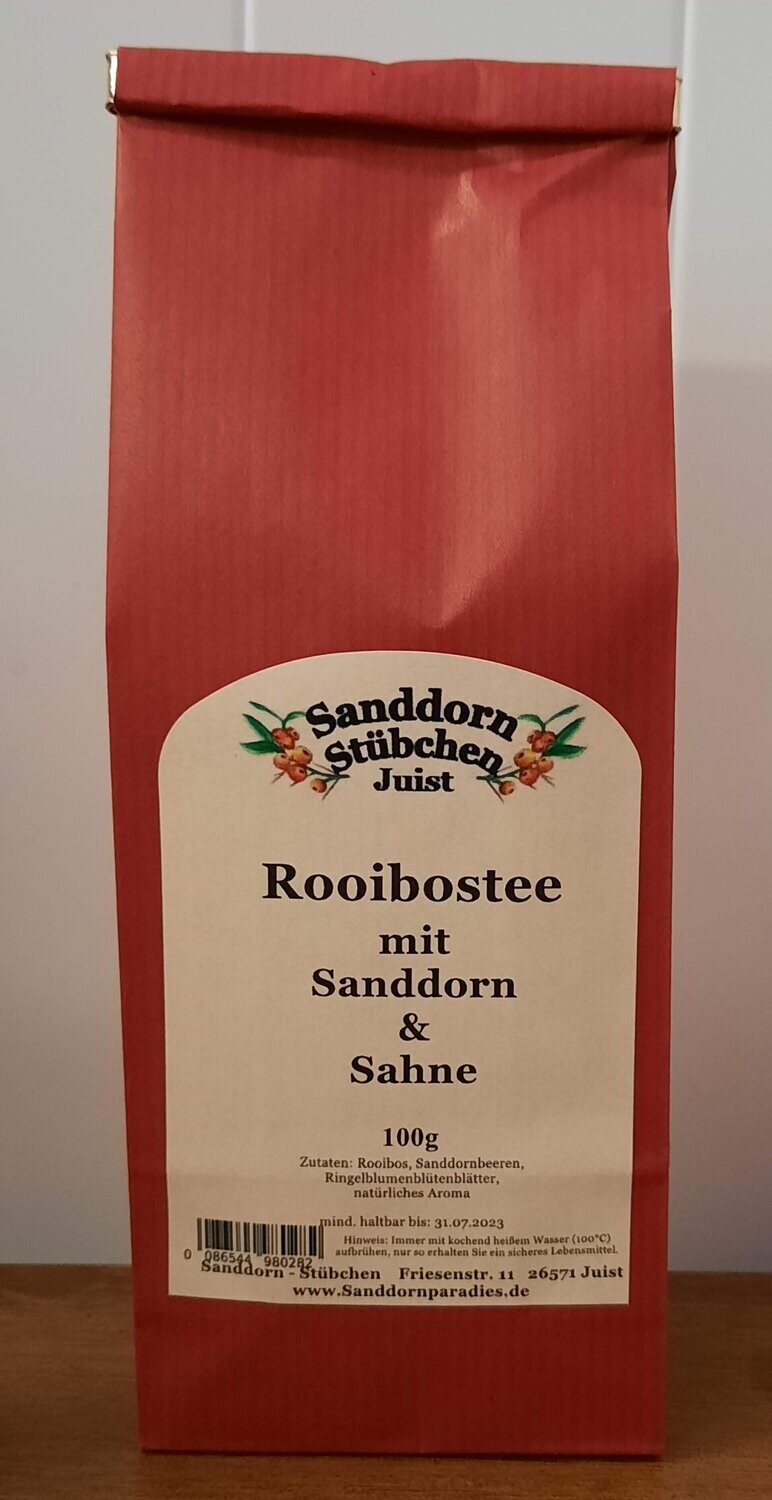 Sanddorn
Stübchen
Juist
Rooibostee
mit
Sanddorn
&
Sahne
100g
Zutaten: Rooibos, Sanddornbeeren,
Ringelblumenblütenblätter,
natürliches Aroma
mind. haltbar bis: 31.07.2023
Hinweis: Immer mit kochend heißem Wasser (100°C)
aufbrühen, nur so erhalten Sie ein sicheres Lebensmittel.
0 086544 980282
Sanddorn - Stübchen Friesenstr. 11 26571 Juist
www.Sanddornparadies.de